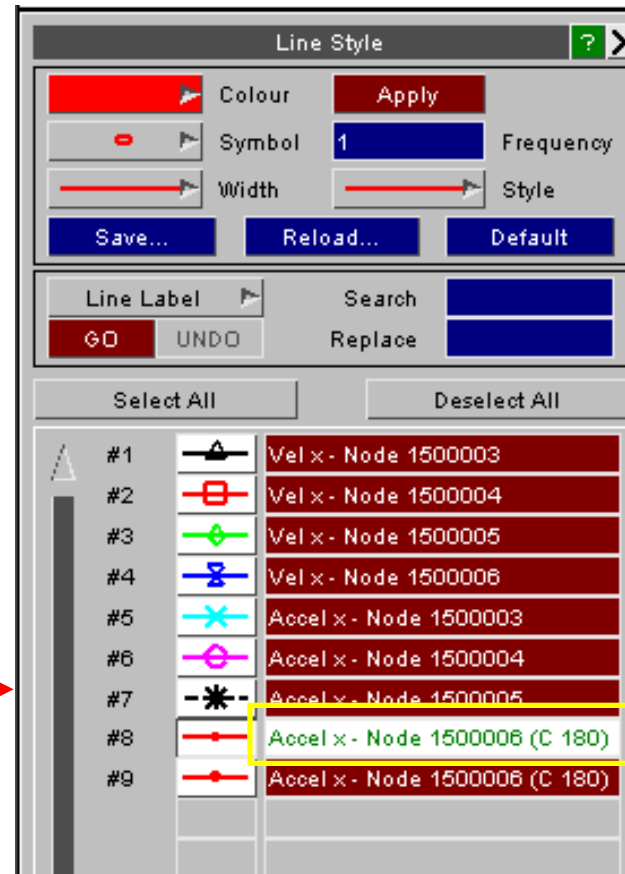 Line Style ? X
Colour Apply
Symbol 1 Frequency
Width Style
Save... Reload... Default
Line Label Search
GO UNDO Replace
Select All Deselect All
#1 Vel x - Node 1500003
#2 Vel x - Node 1500004
#3 Vel x - Node 1500005
#4 Vel x - Node 1500006
#5 Accel x - Node 1500003
#6 Accel x - Node 1500004
#7 Accel x - Node 1500005
#8 Accel x - Node 1500006 (C 180)
#9 Accel x - Node 1500006 (C 180)